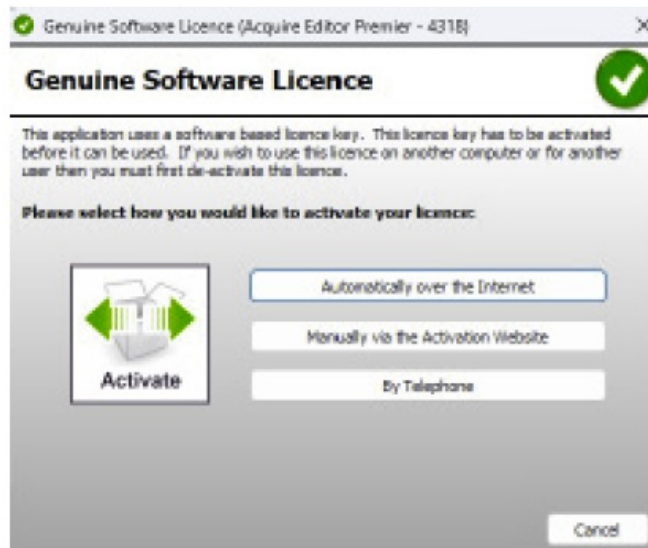 Genuine Software Licence (Acquire Editor Premier - 4318)
Genuine Software Licence
This application uses a software based licence key. This licence key has to be activated
before it can be used. If you wish to use this licence on another computer or for another
user then you must first de-activate this licence.
Please select how you would like to activate your licence:
Automatically over the Internet
Manually via the Activation Website
Activate
By Telephone
Cancel